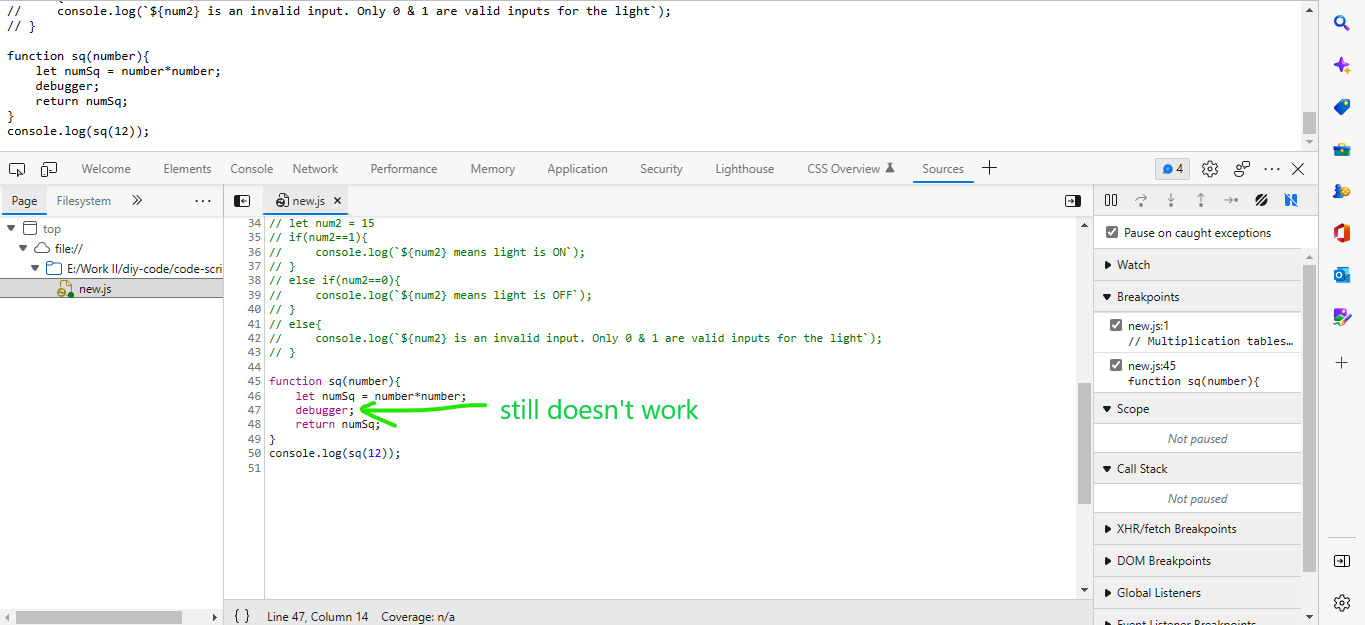 //     console.log(`${num2} is an invalid input. Only 0 & 1 are valid inputs for the light`);
// }
function sq(number){
    let numSq = number*number;
    debugger;
    return numSq;
}
console.log(sq(12));
Welcome Elements Console Network Performance Memory Application Security Lighthouse CSS Overview Sources 4
Page Filesystem
new.js
top
file://
E:/Work II/diy-code/code-scri
new.js
34 // let num2 = 15
35 // if(num2==1){
36 //     console.log(`${num2} means light is ON`);
37 // }
38 // else if(num2==0){
39 //     console.log(`${num2} means light is OFF`);
40 // }
41 // else{
42 //     console.log(`${num2} is an invalid input. Only 0 & 1 are valid inputs for the light`);
43 // }
44
45 function sq(number){
46     let numSq = number*number;
47     debugger;
48     return numSq;
49 }
50 console.log(sq(12));
51
still doesn't work
{ } Line 47, Column 14 Coverage: n/a
Pause on caught exceptions
Watch
Breakpoints
new.js:1
// Multiplication tables…
new.js:45
function sq(number){
Scope
Not paused
Call Stack
Not paused
XHR/fetch Breakpoints
DOM Breakpoints
Global Listeners
Event Listener Breakpoints